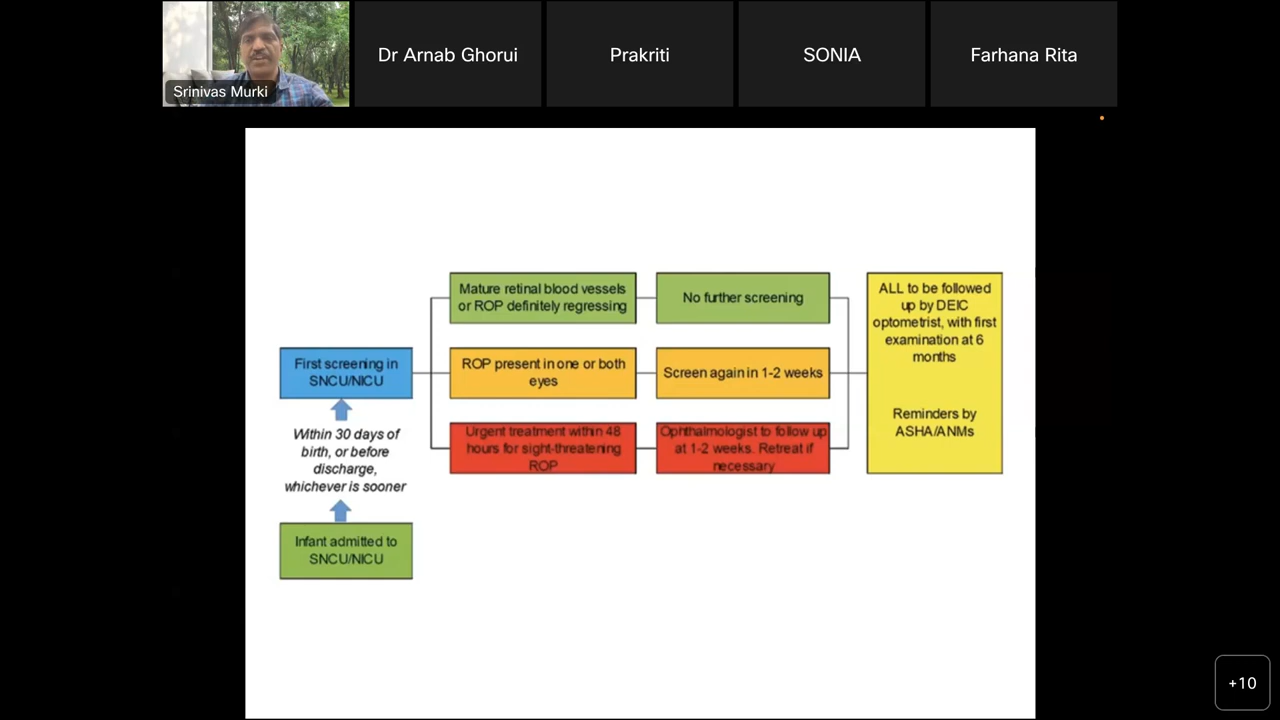 Srinivas Murki
Dr Arnab Ghorui
Prakriti
SONIA
Farhana Rita
First screening in
SNCU/NICU
Within 30 days of
birth, or before
discharge,
whichever is sooner
Infant admitted to
SNCU/NICU
Mature retinal blood vessels
or ROP definitely regressing
No further screening
ROP present in one or both
eyes
Screen again in 1-2 weeks
Urgent treatment within 48
hours for sight-threatening
ROP
Ophthalmologist to follow up
at 1-2 weeks. Retreat if
necessary
ALL to be followed
up by DEIC
optometrist, with first
examination at 6
months
Reminders by
ASHA/ANMs
+10